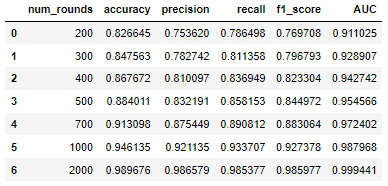 num_rounds accuracy precision recall f1_score AUC
0 200 0.826645 0.753620 0.786498 0.769708 0.911025
1 300 0.847563 0.782742 0.811358 0.796793 0.928907
2 400 0.867672 0.810097 0.836949 0.823304 0.942742
3 500 0.884011 0.832191 0.858153 0.844972 0.954566
4 700 0.913098 0.875449 0.890812 0.883064 0.972402
5 1000 0.946135 0.921135 0.933707 0.927378 0.987968
6 2000 0.989676 0.986579 0.985377 0.985977 0.999441